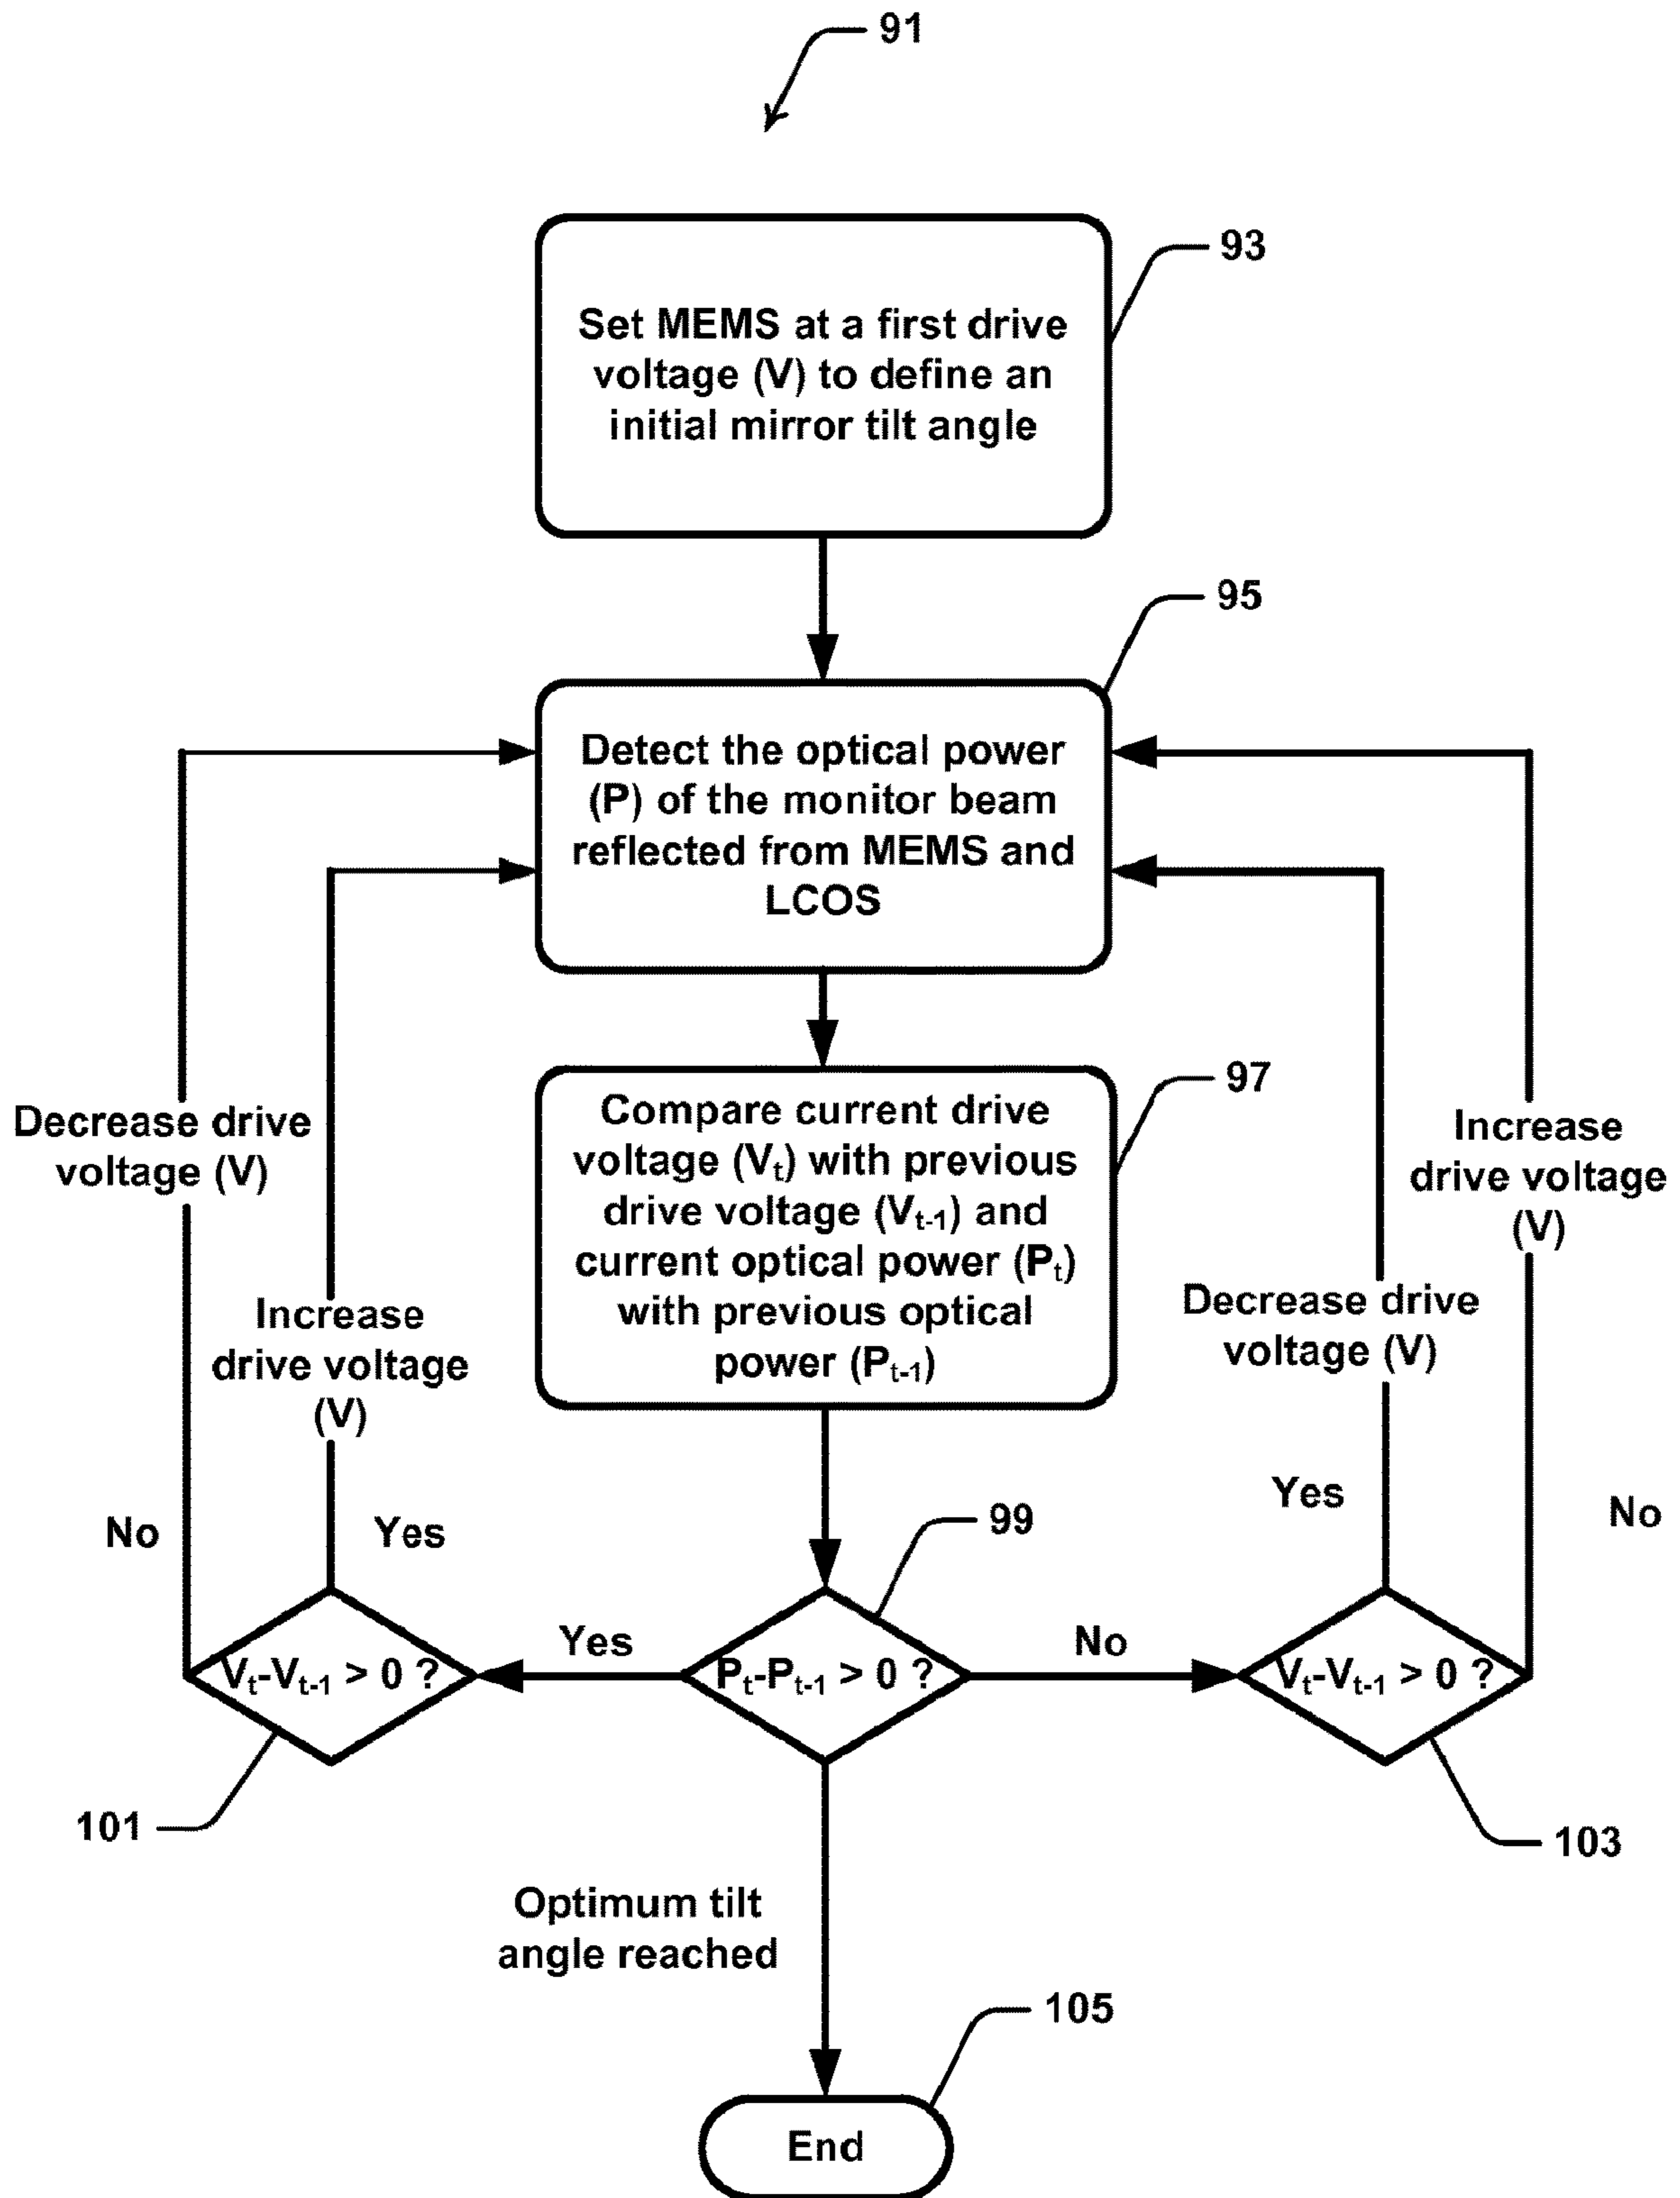 91
93
Set MEMS at a first drive
voltage (V) to define an
initial mirror tilt angle
95
Detect the optical power
(P) of the monitor beam
reflected from MEMS and
LCOS
97
Compare current drive
voltage (Vt) with previous
drive voltage (Vt-1) and
current optical power (Pt)
with previous optical
power (Pt-1)
Decrease drive
voltage (V)
Increase
drive voltage
(V)
Decrease drive
voltage (V)
Increase
drive voltage
(V)
No
Yes
99
Yes
No
Vt-Vt-1 > 0 ?
Yes
Pt-Pt-1 > 0 ?
No
Vt-Vt-1 > 0 ?
101
103
Optimum tilt
angle reached
105
End